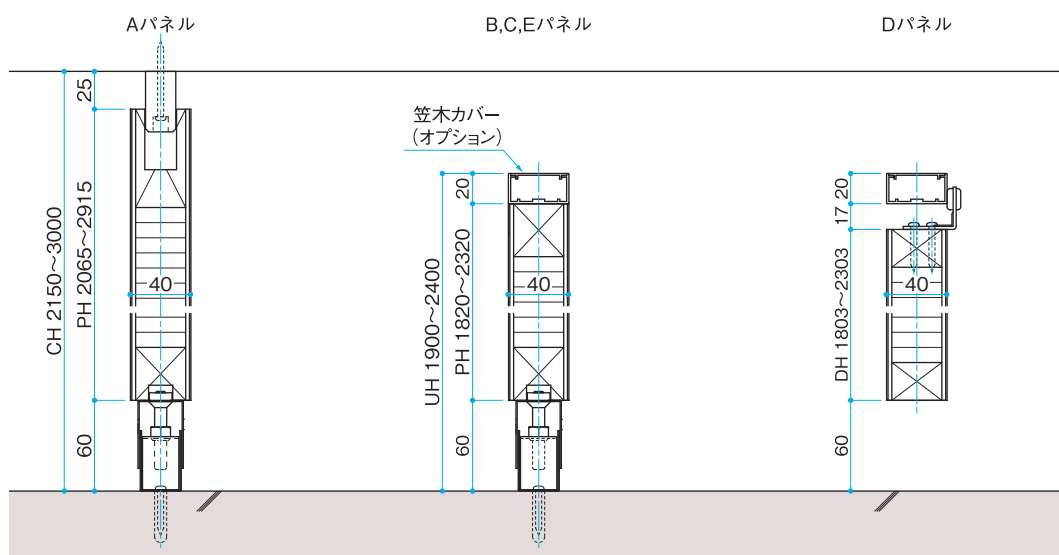 Aパネル
B,C,Eパネル
Dパネル
笠木カバー
(オプション)
CH 2150～3000
25
PH 2065～2915
60
40
UH 1900～2400
20
PH 1820～2320
60
40
20
17
DH 1803～2303
60
40